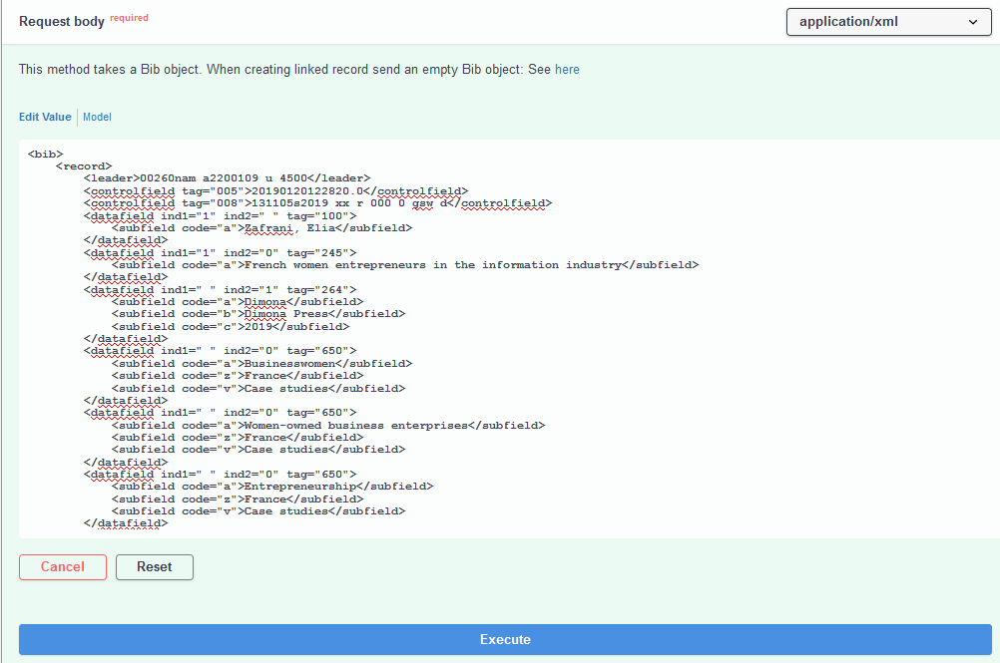 Request body required
application/xml
This method takes a Bib object. When creating linked record send an empty Bib object: See here
Edit Value | Model
<bib>
    <record>
        <leader>00260nam a2200109 u 4500</leader>
        <controlfield tag="005">20190120122820.0</controlfield>
        <controlfield tag="008">131105s2019 xx r 000 0 gsw d</controlfield>
        <datafield ind1="1" ind2=" " tag="100">
            <subfield code="a">Zafrani, Elia</subfield>
        </datafield>
        <datafield ind1="1" ind2="0" tag="245">
            <subfield code="a">French women entrepreneurs in the information industry</subfield>
        </datafield>
        <datafield ind1=" " ind2="1" tag="264">
            <subfield code="a">Dimona</subfield>
            <subfield code="b">Dimona Press</subfield>
            <subfield code="c">2019</subfield>
        </datafield>
        <datafield ind1=" " ind2="0" tag="650">
            <subfield code="a">Businesswomen</subfield>
            <subfield code="z">France</subfield>
            <subfield code="v">Case studies</subfield>
        </datafield>
        <datafield ind1=" " ind2="0" tag="650">
            <subfield code="a">Women-owned business enterprises</subfield>
            <subfield code="z">France</subfield>
            <subfield code="v">Case studies</subfield>
        </datafield>
        <datafield ind1=" " ind2="0" tag="650">
            <subfield code="a">Entrepreneurship</subfield>
            <subfield code="z">France</subfield>
            <subfield code="v">Case studies</subfield>
        </datafield>
Cancel Reset
Execute